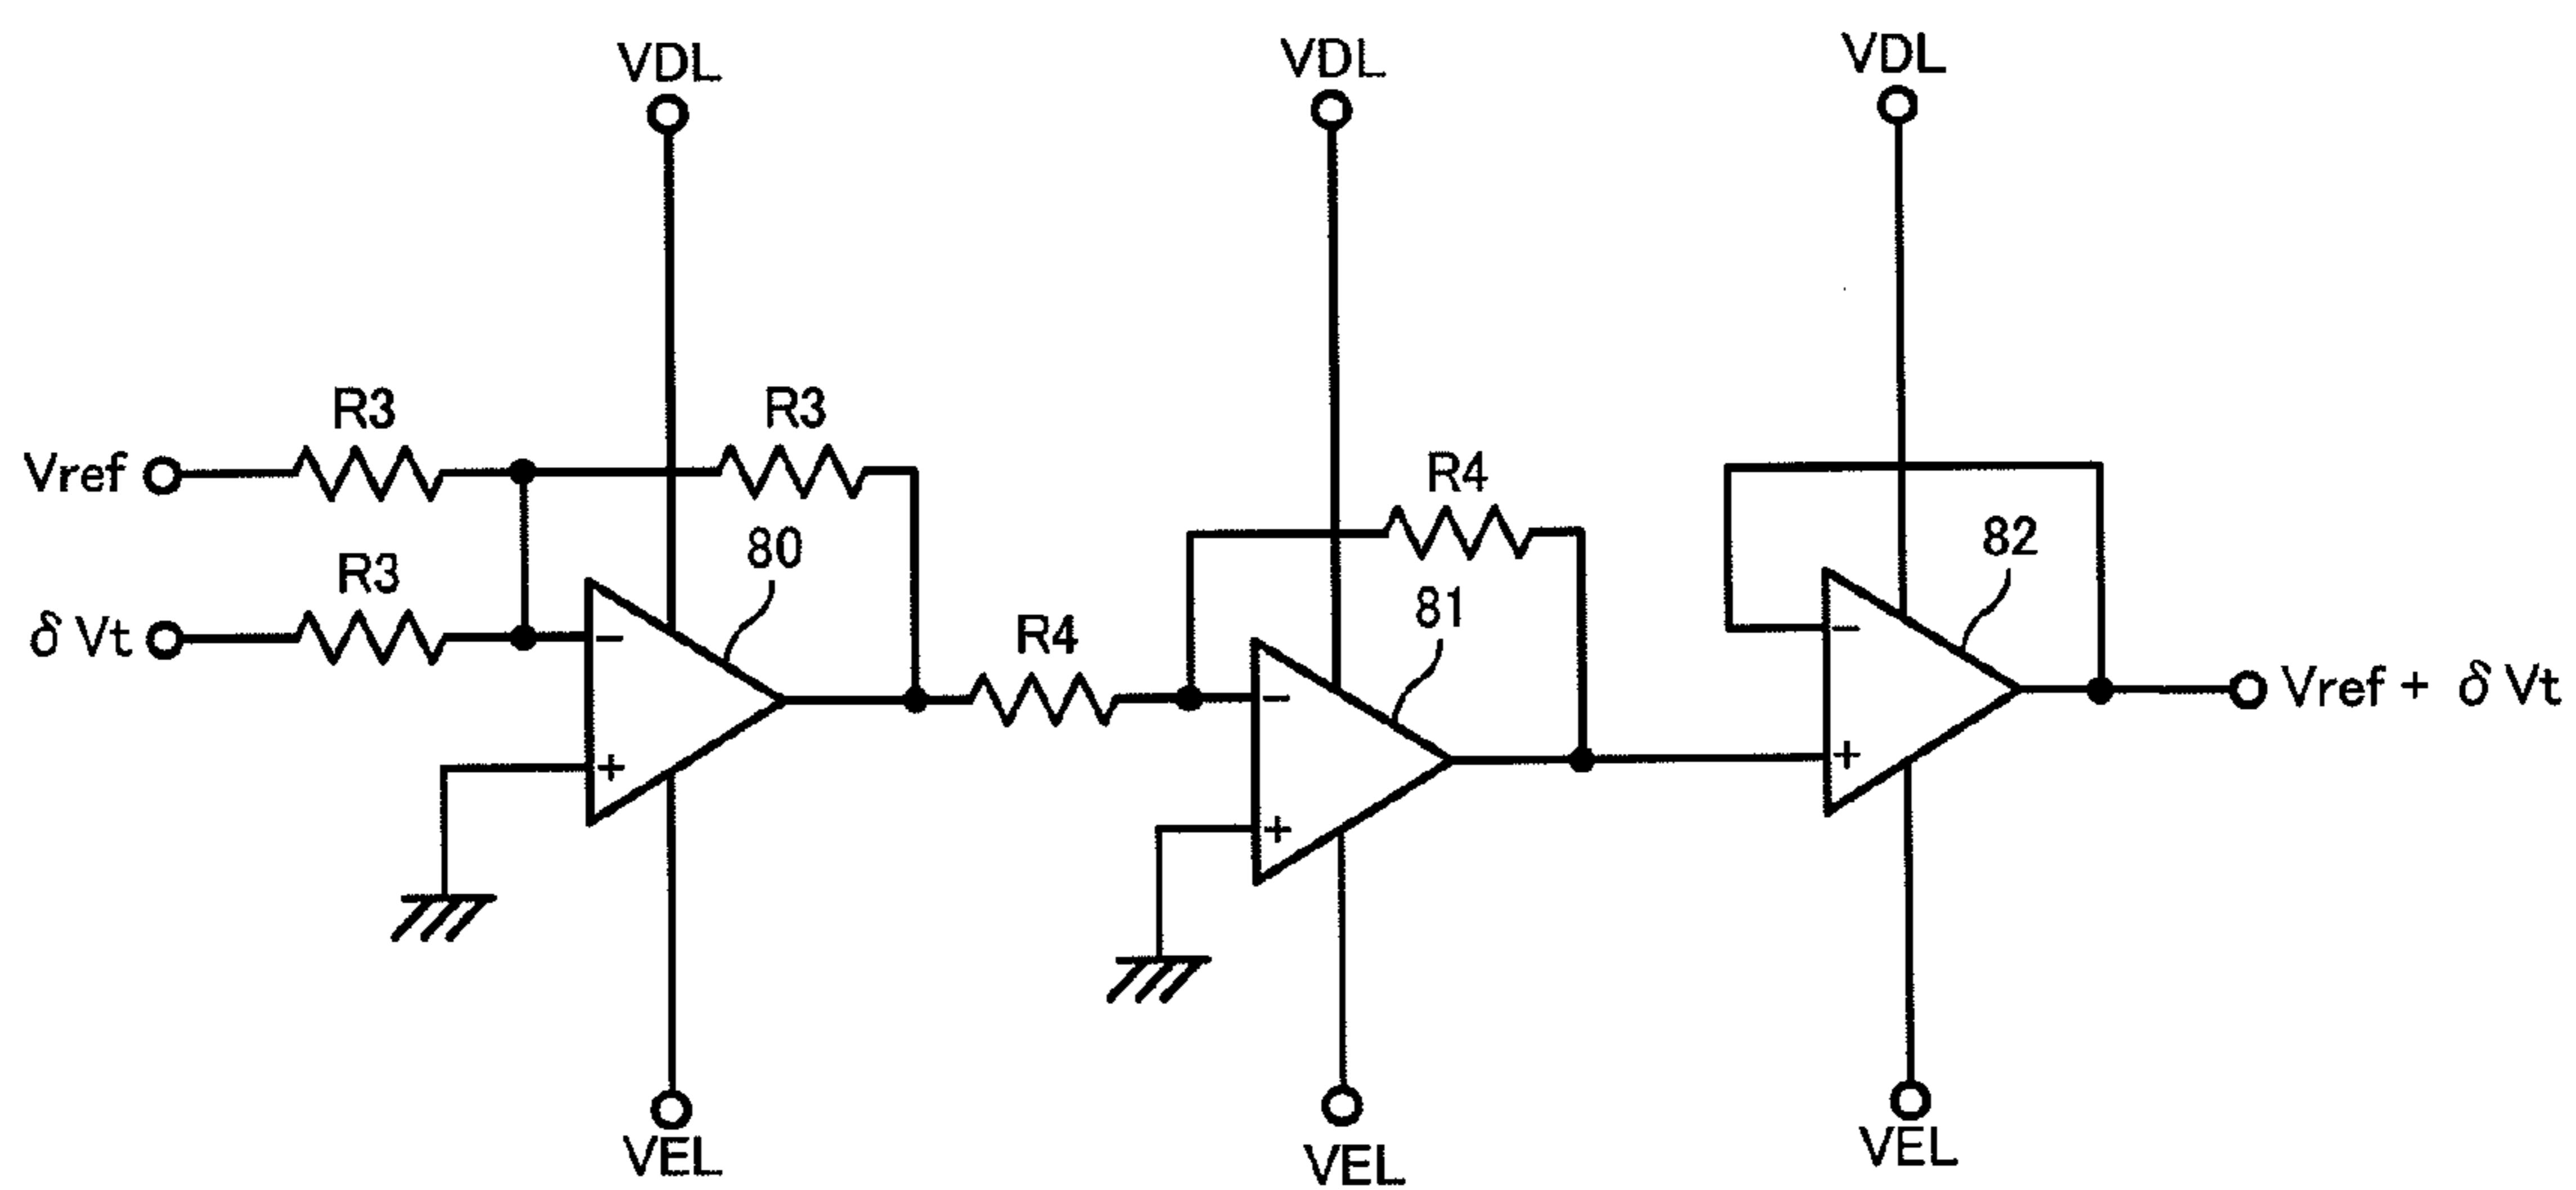 VDL
VDL
VDL
R3
R3
Vref
R4
80
82
R3
81
δ Vt
R4
−
−
−
Vref + δ Vt
+
+
+
VEL
VEL
VEL